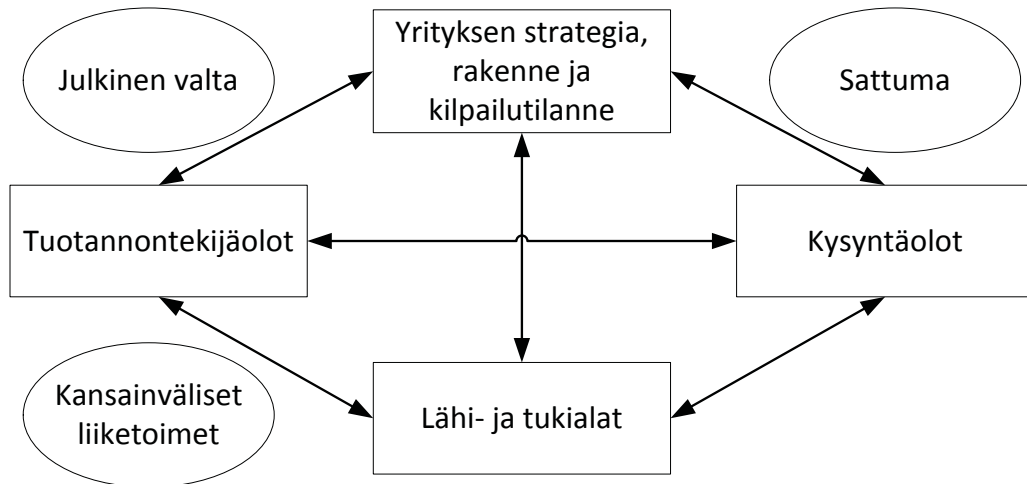 Yrityksen strategia,
rakenne ja
kilpailutilanne
Julkinen valta
Sattuma
Tuotannontekijäolot
Kysyntäolot
Kansainväliset
liiketoimet
Lähi- ja tukialat